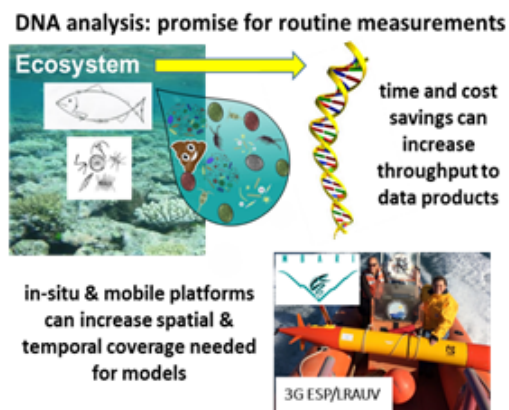 DNA analysis: promise for routine measurements
Ecosystem
time and cost
savings can
increase
throughput to
data products
in-situ & mobile platforms
can increase spatial &
temporal coverage needed
for models
MBARI
3G ESP/LRAUV